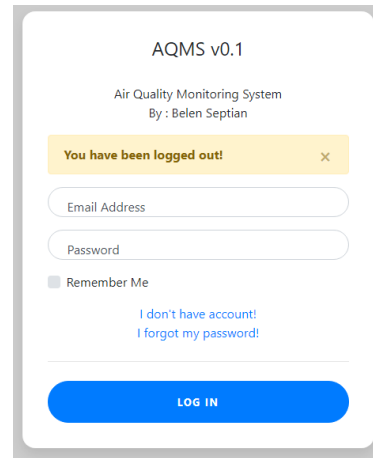 AQMS v0.1
Air Quality Monitoring System
By : Belen Septian
You have been logged out! ×
Email Address
Password
Remember Me
I don't have account!
I forgot my password!
LOG IN